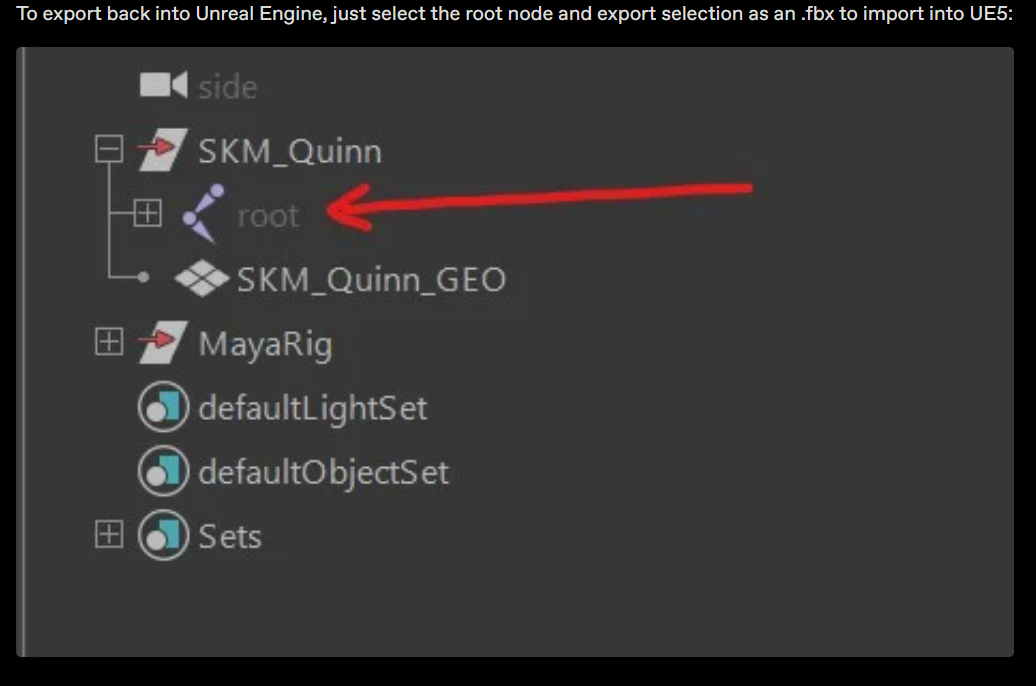 To export back into Unreal Engine, just select the root node and export selection as an .fbx to import into UE5:
side
SKM_Quinn
root
SKM_Quinn_GEO
MayaRig
defaultLightSet
defaultObjectSet
Sets